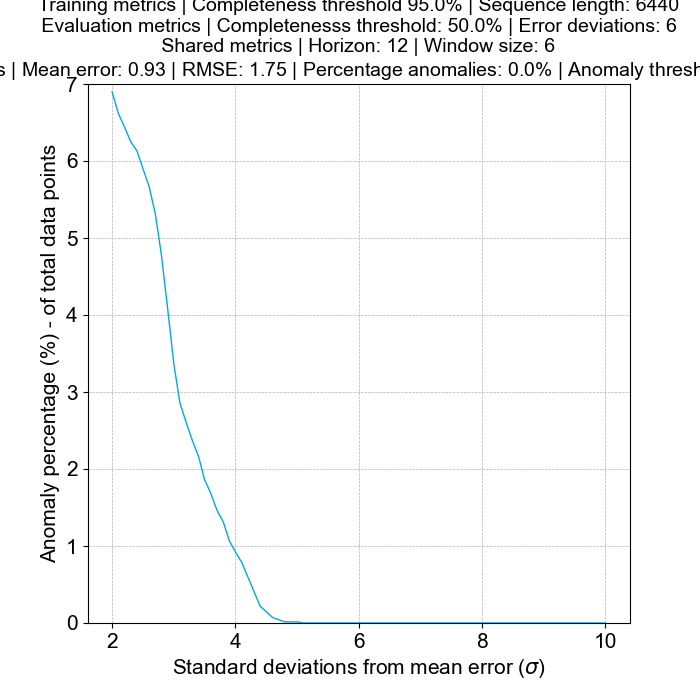 Training metrics | Completeness threshold 95.0% | Sequence length: 6440
Evaluation metrics | Completenesss threshold: 50.0% | Error deviations: 6
Shared metrics | Horizon: 12 | Window size: 6
| Mean error: 0.93 | RMSE: 1.75 | Percentage anomalies: 0.0% | Anomaly
7
6
5
4
3
2
1
0
Anomaly percentage (%) - of total data points
2 4 6 8 10
Standard deviations from mean error (σ)